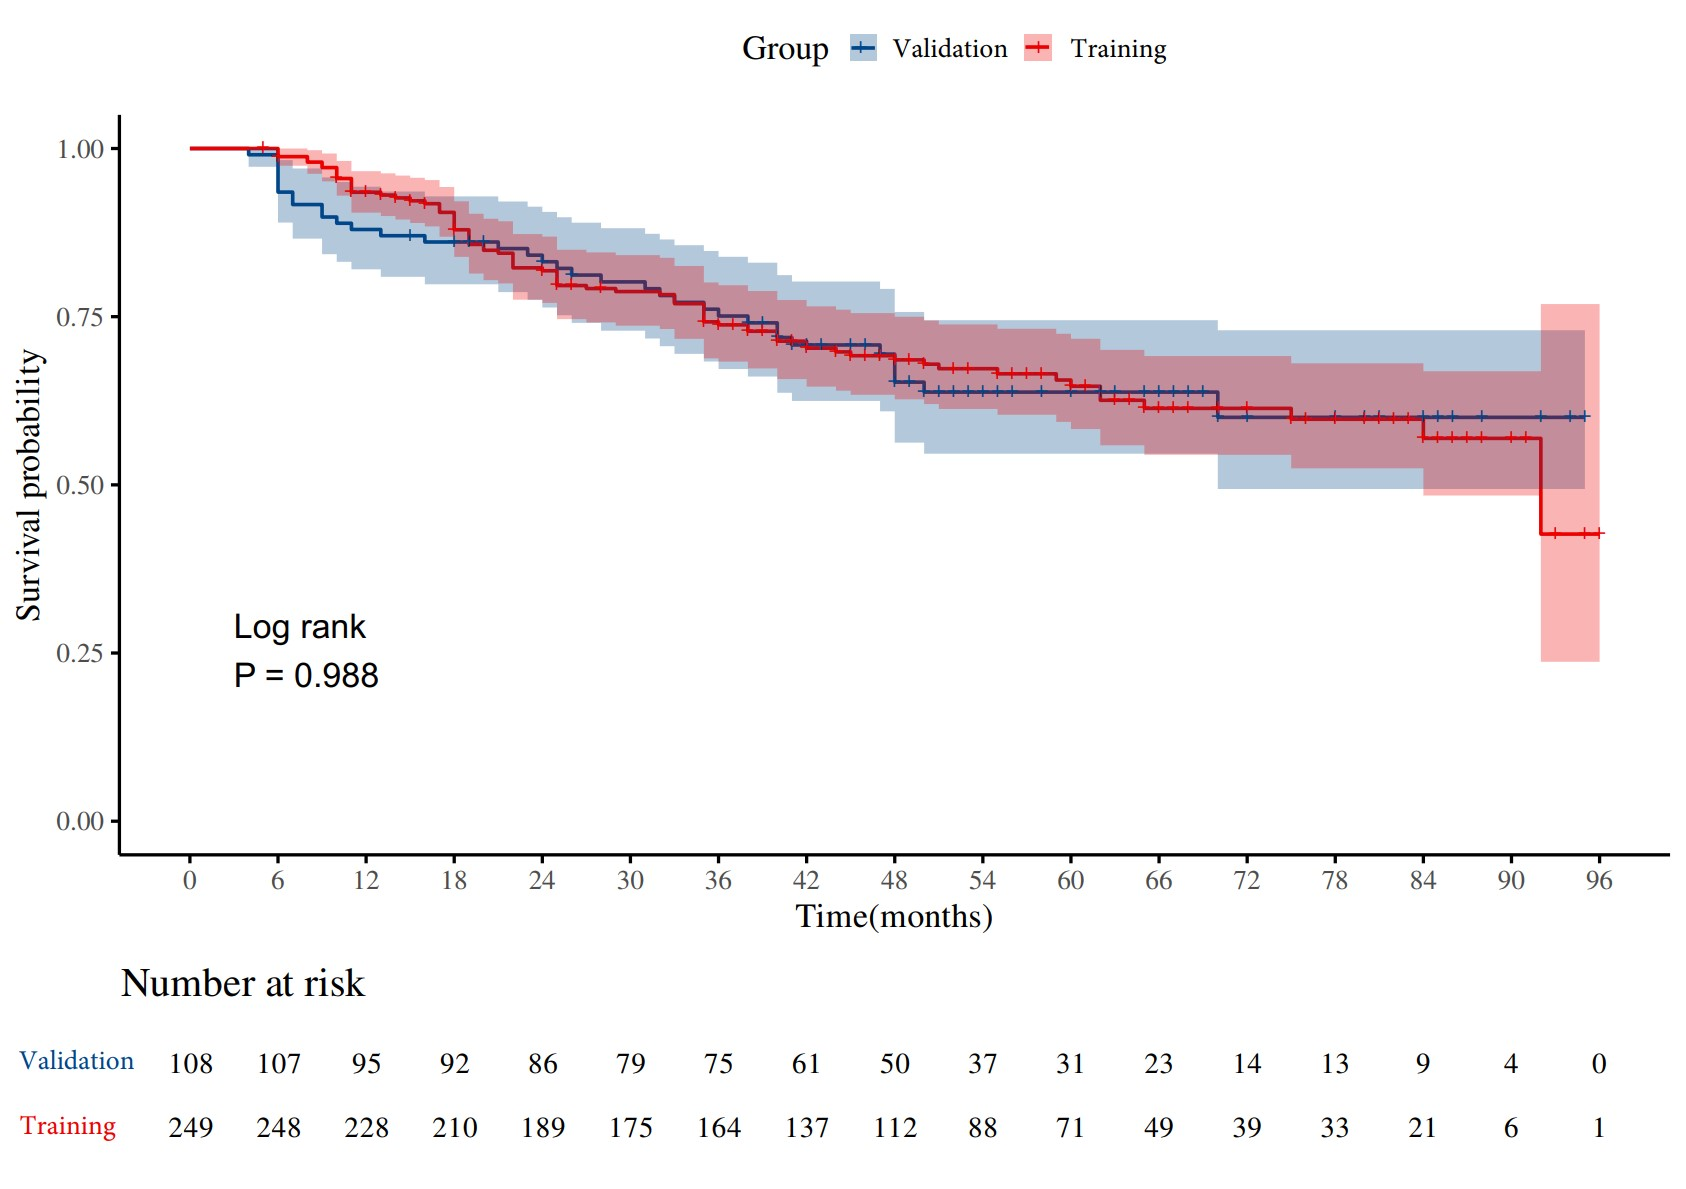 Group Validation Training
Survival probability
1.00
0.75
0.50
0.25
0.00
Log rank
P = 0.988
0 6 12 18 24 30 36 42 48 54 60 66 72 78 84 90 96
Time(months)
Number at risk
Validation 108 107 95 92 86 79 75 61 50 37 31 23 14 13 9 4 0
Training 249 248 228 210 189 175 164 137 112 88 71 49 39 33 21 6 1